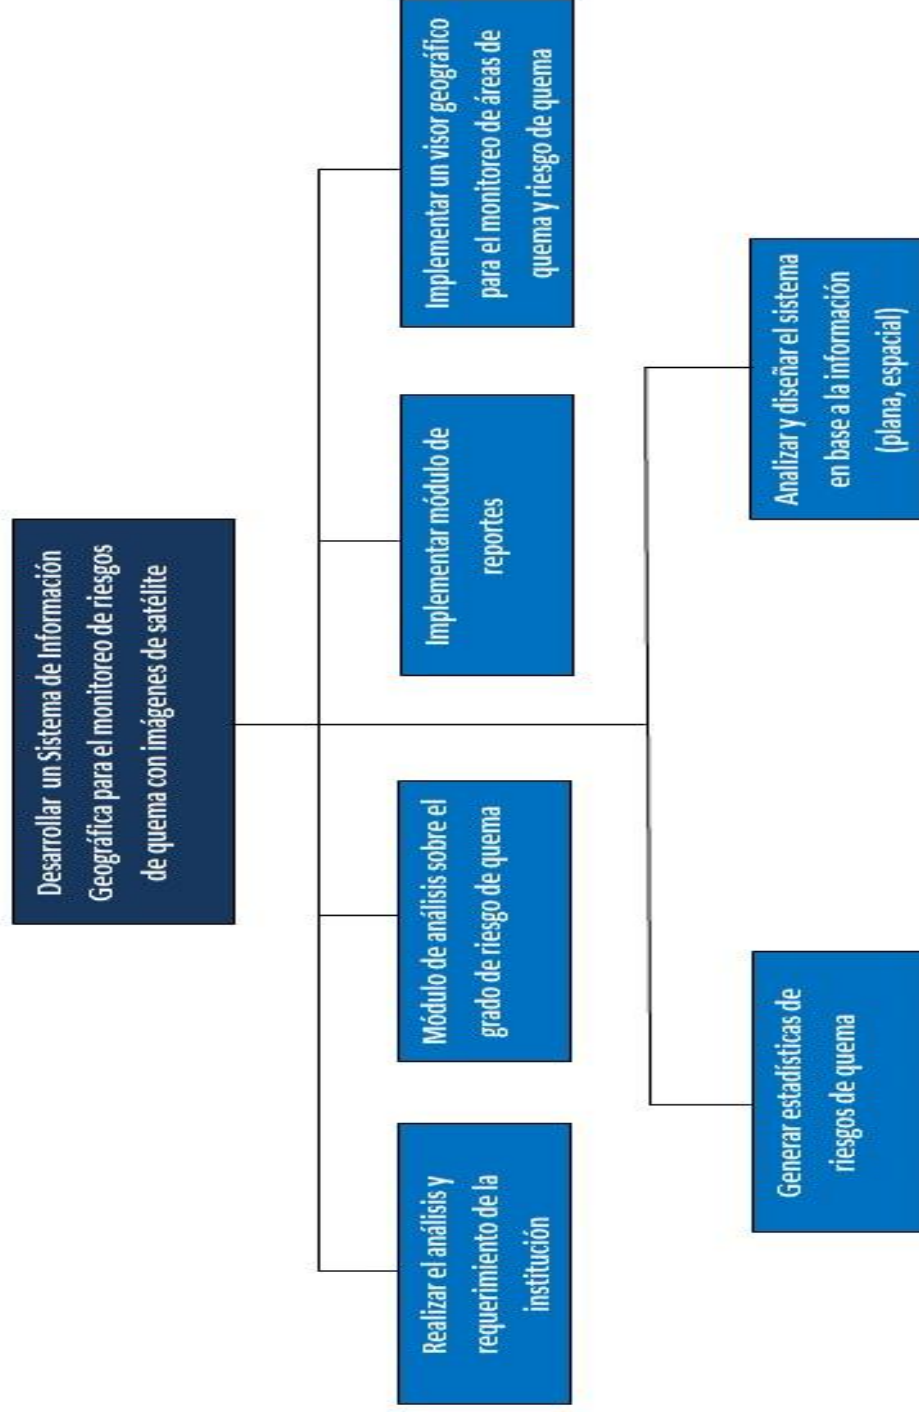 Desarrollar un Sistema de Información
Geográfica para el monitoreo de riesgos
de quema con imágenes de satélite
Realizar el análisis y
requerimiento de la
institución
Módulo de análisis sobre el
grado de riesgo de quema
Implementar módulo de
reportes
Implementar un visor geográfico
para el monitoreo de áreas de
quema y riesgo de quema
Generar estadísticas de
riesgos de quema
Analizar y diseñar el sistema
en base a la información
(plana, espacial)